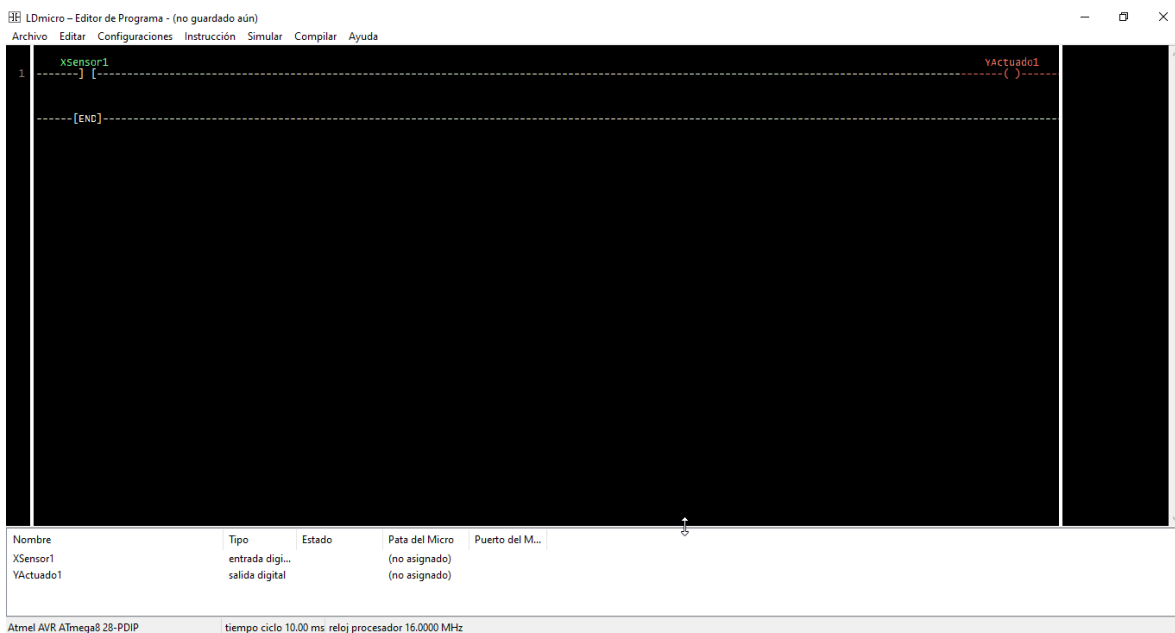 LDmicro – Editor de Programa - (no guardado aún)
Archivo Editar Configuraciones Instrucción Simular Compilar Ayuda
XSensor1 YActuado1
1 -------] [------- -------( )------
------[END]------
Nombre Tipo Estado Pata del Micro Puerto del M...
XSensor1 entrada digi... (no asignado)
YActuado1 salida digital (no asignado)
Atmel AVR ATmega8 28-PDIP tiempo ciclo 10.00 ms reloj procesador 16.0000 MHz